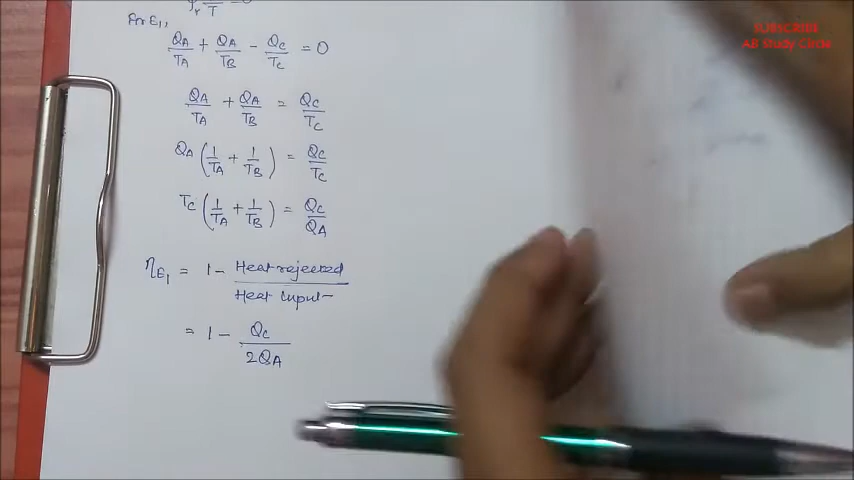 SUBSCRIBE
AB Study Circle
For E1,
QA/TA + QA/TB - QC/TC = 0
QA/TA + QA/TB = QC/TC
QA (1/TA + 1/TB) = QC/TC
TC (1/TA + 1/TB) = QC/QA
ηE1 = 1 - Heat rejected/Heat input
= 1 - QC/2QA